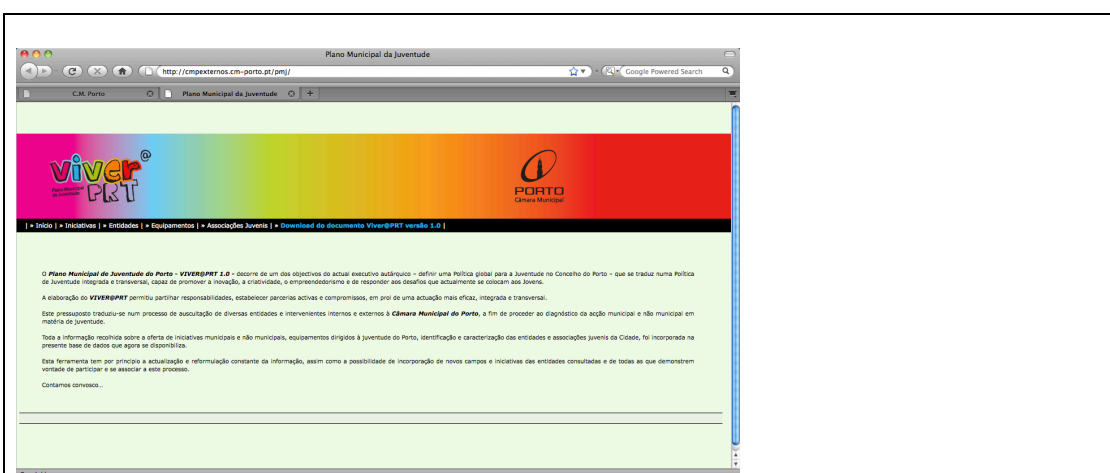 Plano Municipal da Juventude
http://cmpexternos.cm-porto.pt/pmj/
Google Powered Search
C.M. Porto
Plano Municipal da Juventude
viver@
Plano Municipal
da Juventude
PRT
PORTO
Câmara Municipal
| » Início | » Iniciativas | » Entidades | » Equipamentos | » Associações Juvenis | » Download do documento Viver@PRT versão 1.0 |
O Plano Municipal de Juventude do Porto - VIVER@PRT 1.0 - decorre de um dos objectivos do actual executivo autárquico – definir uma Política global para a Juventude no Concelho do Porto – que se traduz numa Política
de Juventude integrada e transversal, capaz de promover a inovação, a criatividade, o empreendedorismo e de responder aos desafios que actualmente se colocam aos Jovens.
A elaboração do VIVER@PRT permitiu partilhar responsabilidades, estabelecer parcerias activas e compromissos, em prol de uma actuação mais eficaz, integrada e transversal.
Este pressuposto traduziu-se num processo de auscultação de diversas entidades e intervenientes internos e externos à Câmara Municipal do Porto, a fim de proceder ao diagnóstico da acção municipal e não municipal em
matéria de juventude.
Toda a informação recolhida sobre a oferta de iniciativas municipais e não municipais, equipamentos dirigidos à juventude do Porto, identificação e caracterização das entidades e associações juvenis da Cidade, foi incorporada na
presente base de dados que agora se disponibiliza.
Esta ferramenta tem por principio a actualização e reformulação constante da informação, assim como a possibilidade de incorporação de novos campos e iniciativas das entidades consultadas e de todas as que demonstrem
vontade de participar e se associar a este processo.
Contamos convosco...